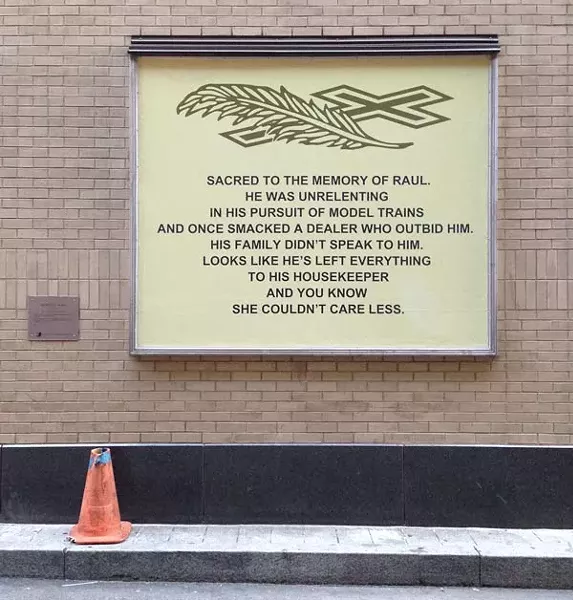 SACRED TO THE MEMORY OF RAUL.
HE WAS UNRELENTING
IN HIS PURSUIT OF MODEL TRAINS
AND ONCE SMACKED A DEALER WHO OUTBID HIM.
HIS FAMILY DIDN'T SPEAK TO HIM.
LOOKS LIKE HE'S LEFT EVERYTHING
TO HIS HOUSEKEEPER
AND YOU KNOW
SHE COULDN'T CARE LESS.